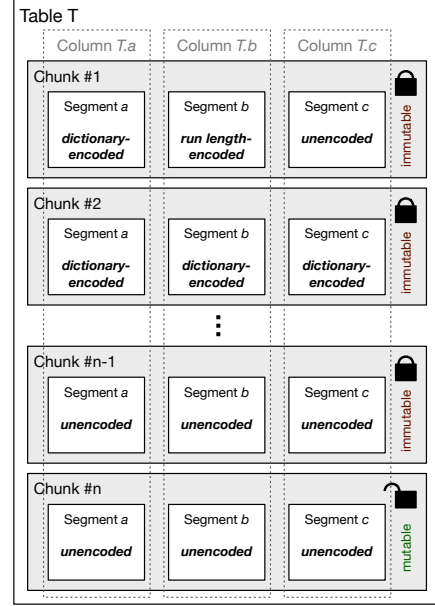 Table T
Column T.a Column T.b Column T.c
Chunk #1
immutable
Segment a
dictionary-
encoded
Segment b
run length-
encoded
Segment c
unencoded
Chunk #2
immutable
Segment a
dictionary-
encoded
Segment b
dictionary-
encoded
Segment c
dictionary-
encoded
Chunk #n-1
immutable
Segment a
unencoded
Segment b
unencoded
Segment c
unencoded
Chunk #n
mutable
Segment a
unencoded
Segment b
unencoded
Segment c
unencoded